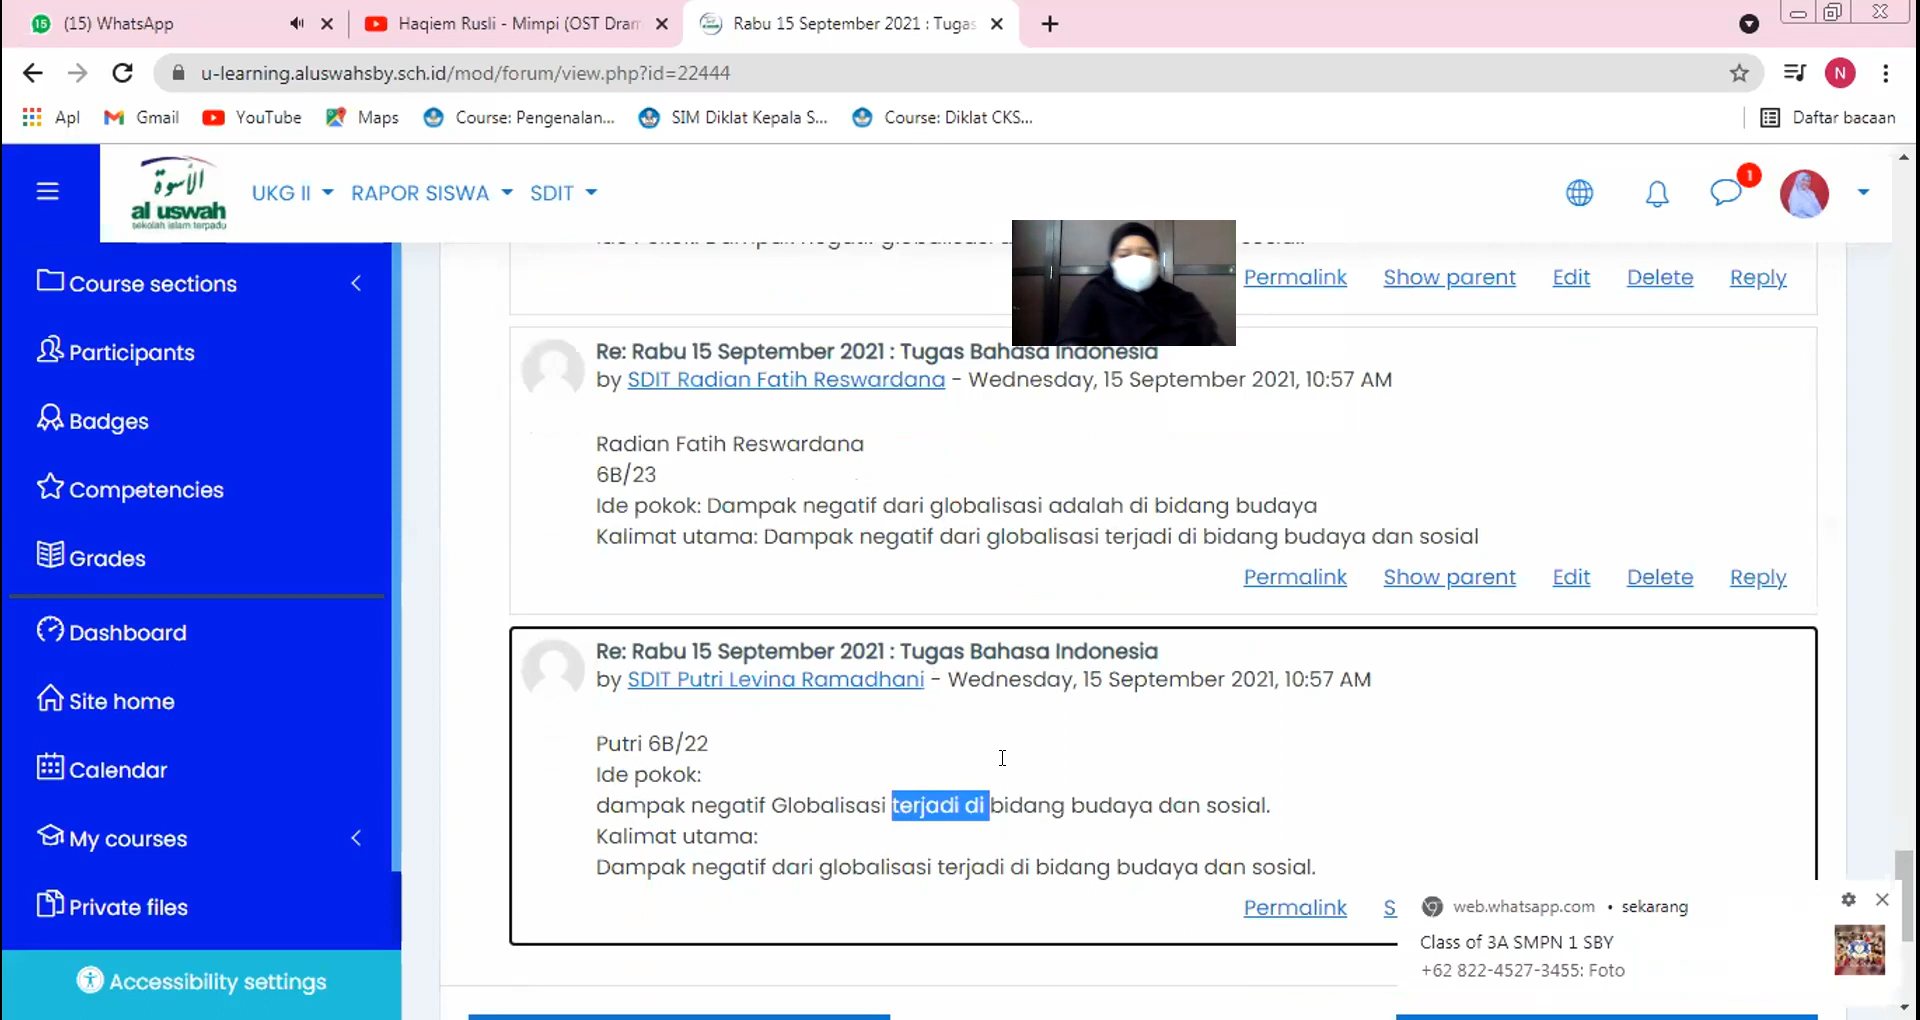 (15) WhatsApp
Haqiem Rusli - Mimpi (OST Dram
Rabu 15 September 2021 : Tugas
u-learning.aluswahsby.sch.id/mod/forum/view.php?id=22444
Apl
Gmail
YouTube
Maps
Course: Pengenalan...
SIM Diklat Kepala S...
Course: Diklat CKS...
Daftar bacaan
الأسوة
al uswah
sekolah islam terpadu
UKG II
RAPOR SISWA
SDIT
1
N
15
Course sections
Participants
Badges
Competencies
Grades
Dashboard
Site home
Calendar
My courses
Private files
Accessibility settings
Permalink Show parent Edit Delete Reply
Re: Rabu 15 September 2021 : Tugas Bahasa Indonesia
by SDIT Radian Fatih Reswardana - Wednesday, 15 September 2021, 10:57 AM
Radian Fatih Reswardana
6B/23
Ide pokok: Dampak negatif dari globalisasi adalah di bidang budaya
Kalimat utama: Dampak negatif dari globalisasi terjadi di bidang budaya dan sosial
Permalink Show parent Edit Delete Reply
Re: Rabu 15 September 2021 : Tugas Bahasa Indonesia
by SDIT Putri Levina Ramadhani - Wednesday, 15 September 2021, 10:57 AM
Putri 6B/22
Ide pokok:
dampak negatif Globalisasi terjadi di bidang budaya dan sosial.
Kalimat utama:
Dampak negatif dari globalisasi terjadi di bidang budaya dan sosial.
Permalink S
web.whatsapp.com • sekarang
Class of 3A SMPN 1 SBY
+62 822-4527-3455: Foto